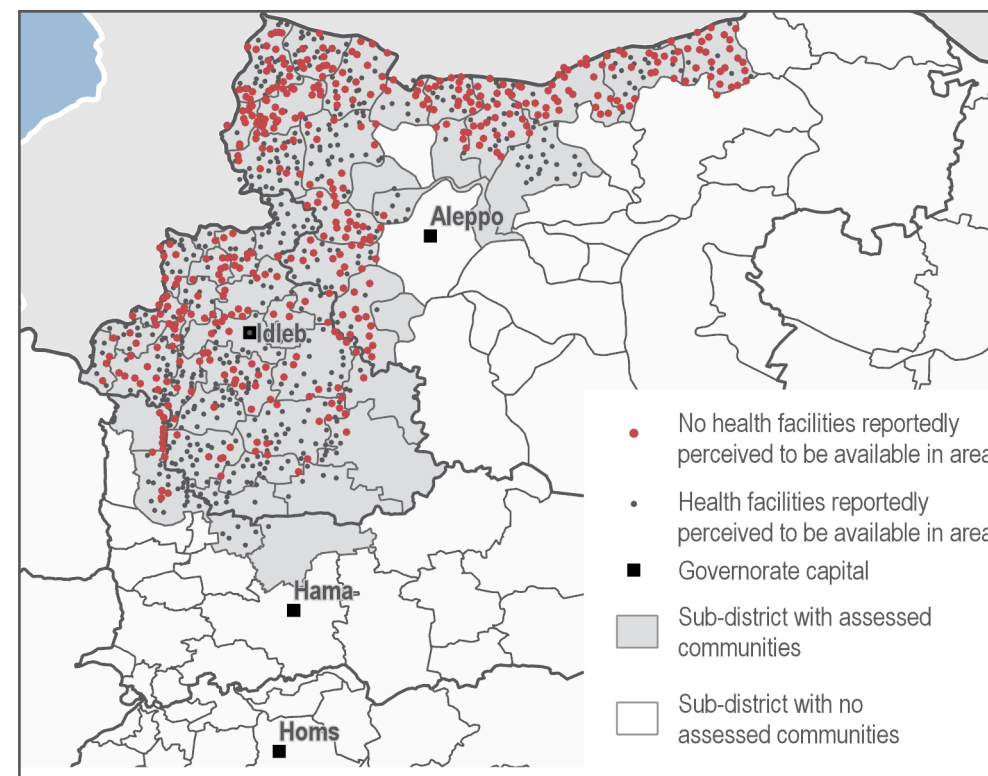 Aleppo
Idleb
No health facilities reportedly
perceived to be available in area
Health facilities reportedly
perceived to be available in area
Governorate capital
Sub-district with assessed
communities
Hama
Sub-district with no
assessed communities
Homs